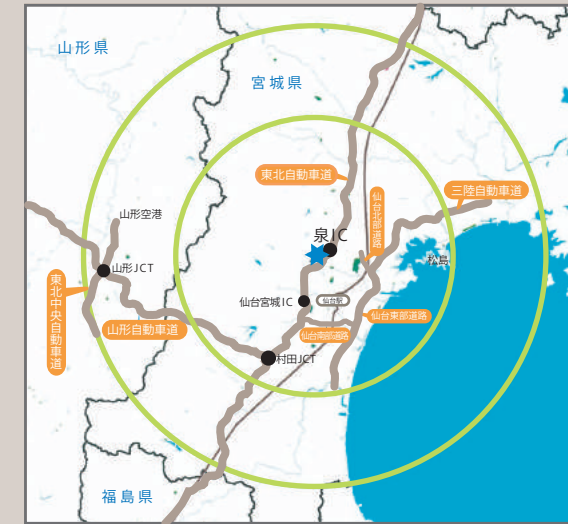 山形県
宮城県
東北自動車道
三陸自動車道
仙台北部道路
山形空港
泉IC
松島
山形JCT
東北中央自動車道
仙台宮城IC
仙台駅
仙台東部道路
山形自動車道
仙台南部道路
村田JCT
福島県